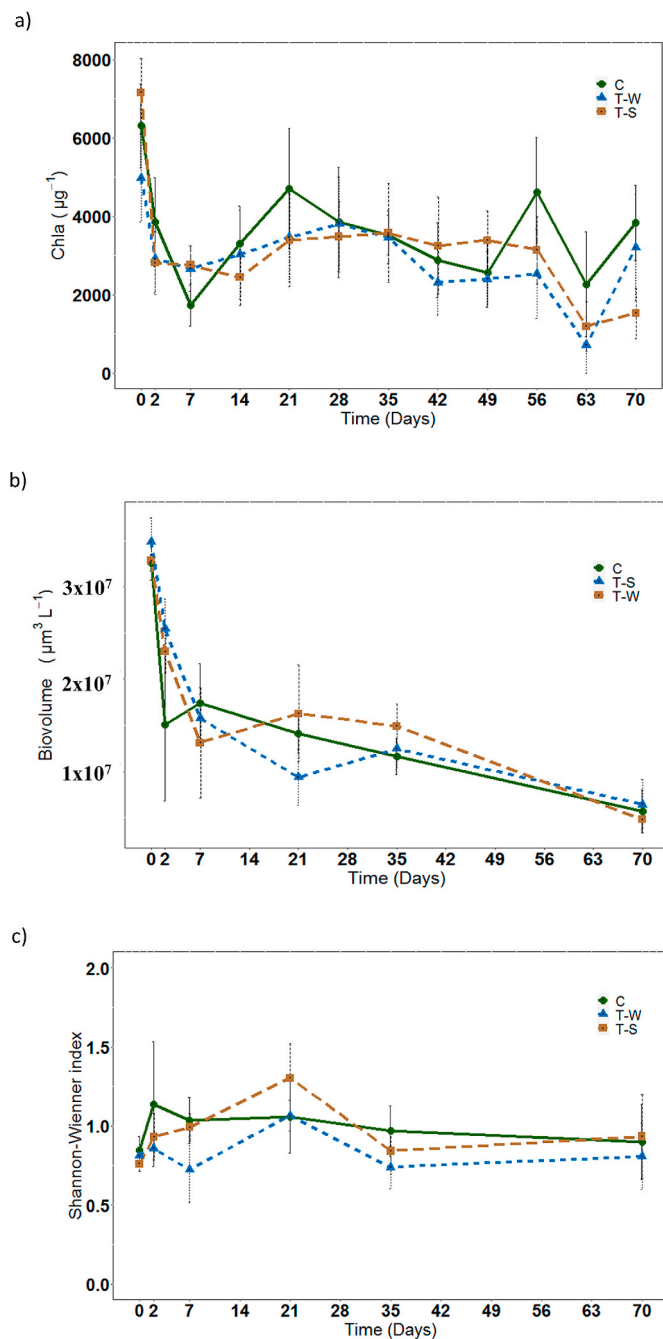 a)
8000
6000
4000
2000
0
Chla ( µg⁻¹)
C
T-W
T-S
0 2 7 14 21 28 35 42 49 56 63 70
Time (Days)
b)
3x10⁷
2x10⁷
1x10⁷
Biovolume ( µm³ L⁻¹)
C
T-S
T-W
0 2 7 14 21 28 35 42 49 56 63 70
Time (Days)
c)
2.0
1.5
1.0
0.5
0.0
Shannon-Wienner index
C
T-W
T-S
0 2 7 14 21 28 35 42 49 56 63 70
Time (Days)